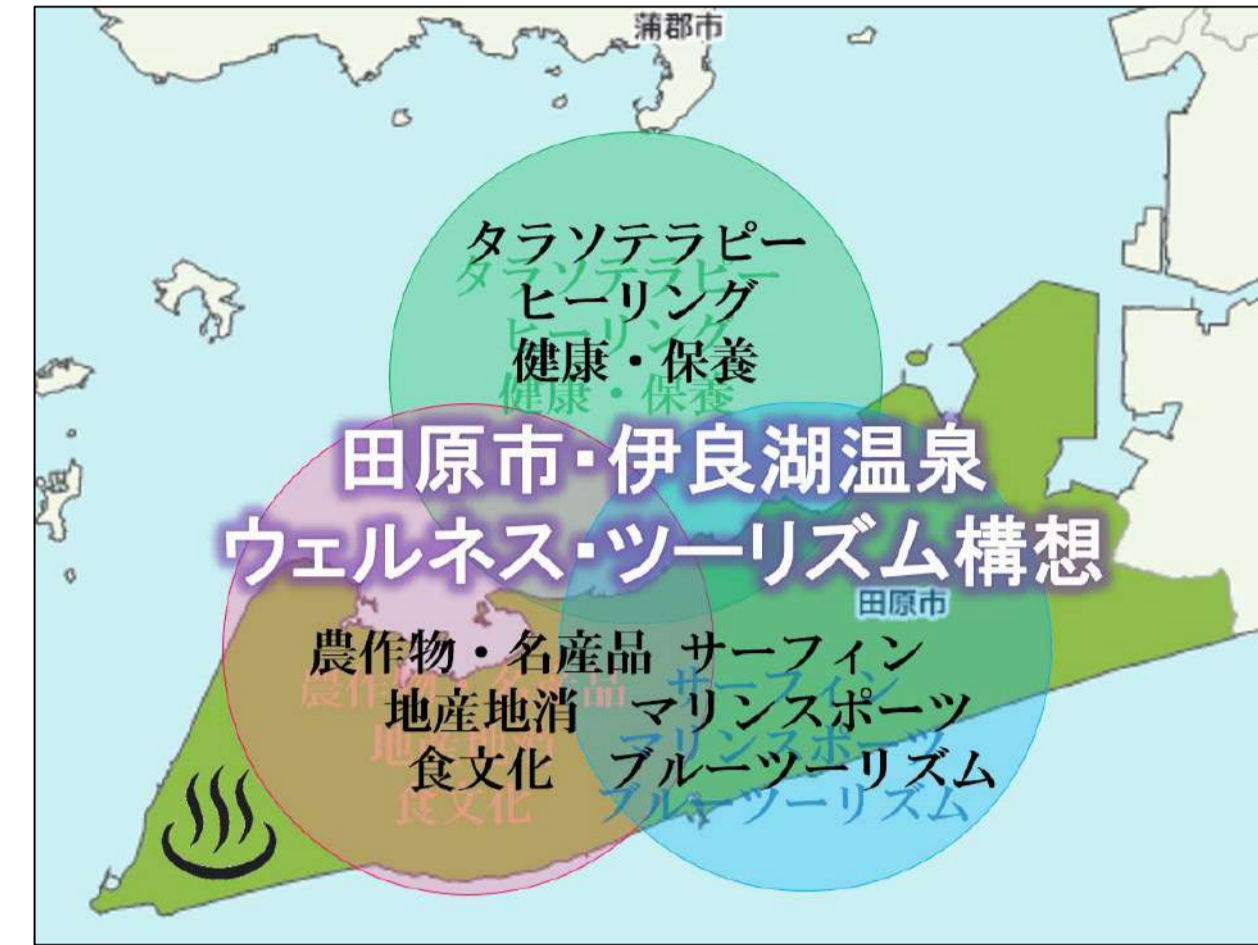 蒲郡市
タラソテラピー
ヒーリング
健康・保養
田原市・伊良湖温泉
ウェルネス・ツーリズム構想
田原市
農作物・名産品 サーフィン
地産地消 マリンスポーツ
食文化 ブルーツーリズム